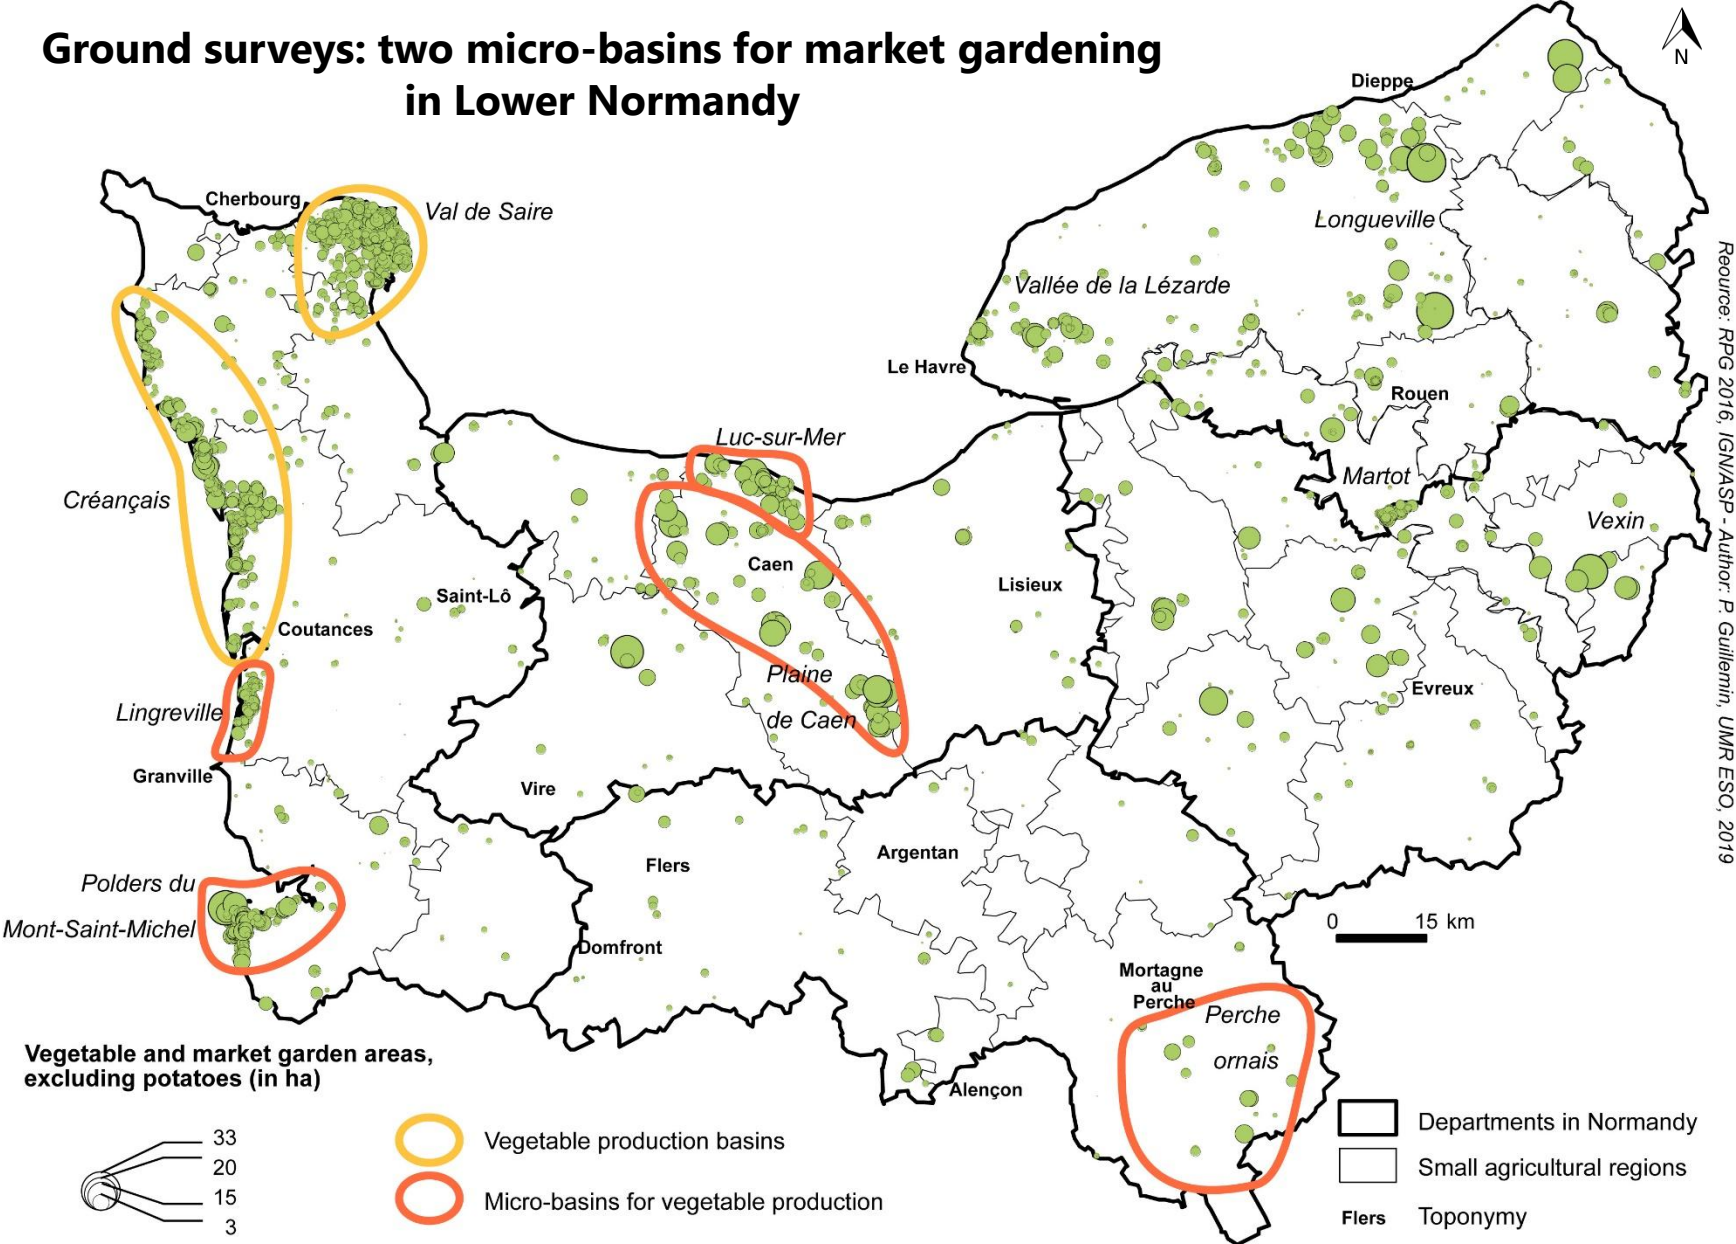 Ground surveys: two micro-basins for market gardening
in Lower Normandy
N
Dieppe
Cherbourg
Val de Saire
Longueville
Vallée de la Lézarde
Le Havre
Rouen
Luc-sur-Mer
Martot
Créançais
Vexin
Caen
Lisieux
Saint-Lô
Coutances
Plaine
de Caen
Evreux
Lingreville
Granville
Vire
Argentan
Flers
Polders du
Mont-Saint-Michel
0 15 km
Domfront
Mortagne
au
Perche
Perche
ornais
Alençon
Reource: RPG 2016, IGN/ASP - Author: P. Guillemin, UMR ESO, 2019
Vegetable and market garden areas,
excluding potatoes (in ha)
33
20
15
3
Vegetable production basins
Micro-basins for vegetable production
Departments in Normandy
Small agricultural regions
Flers Toponymy